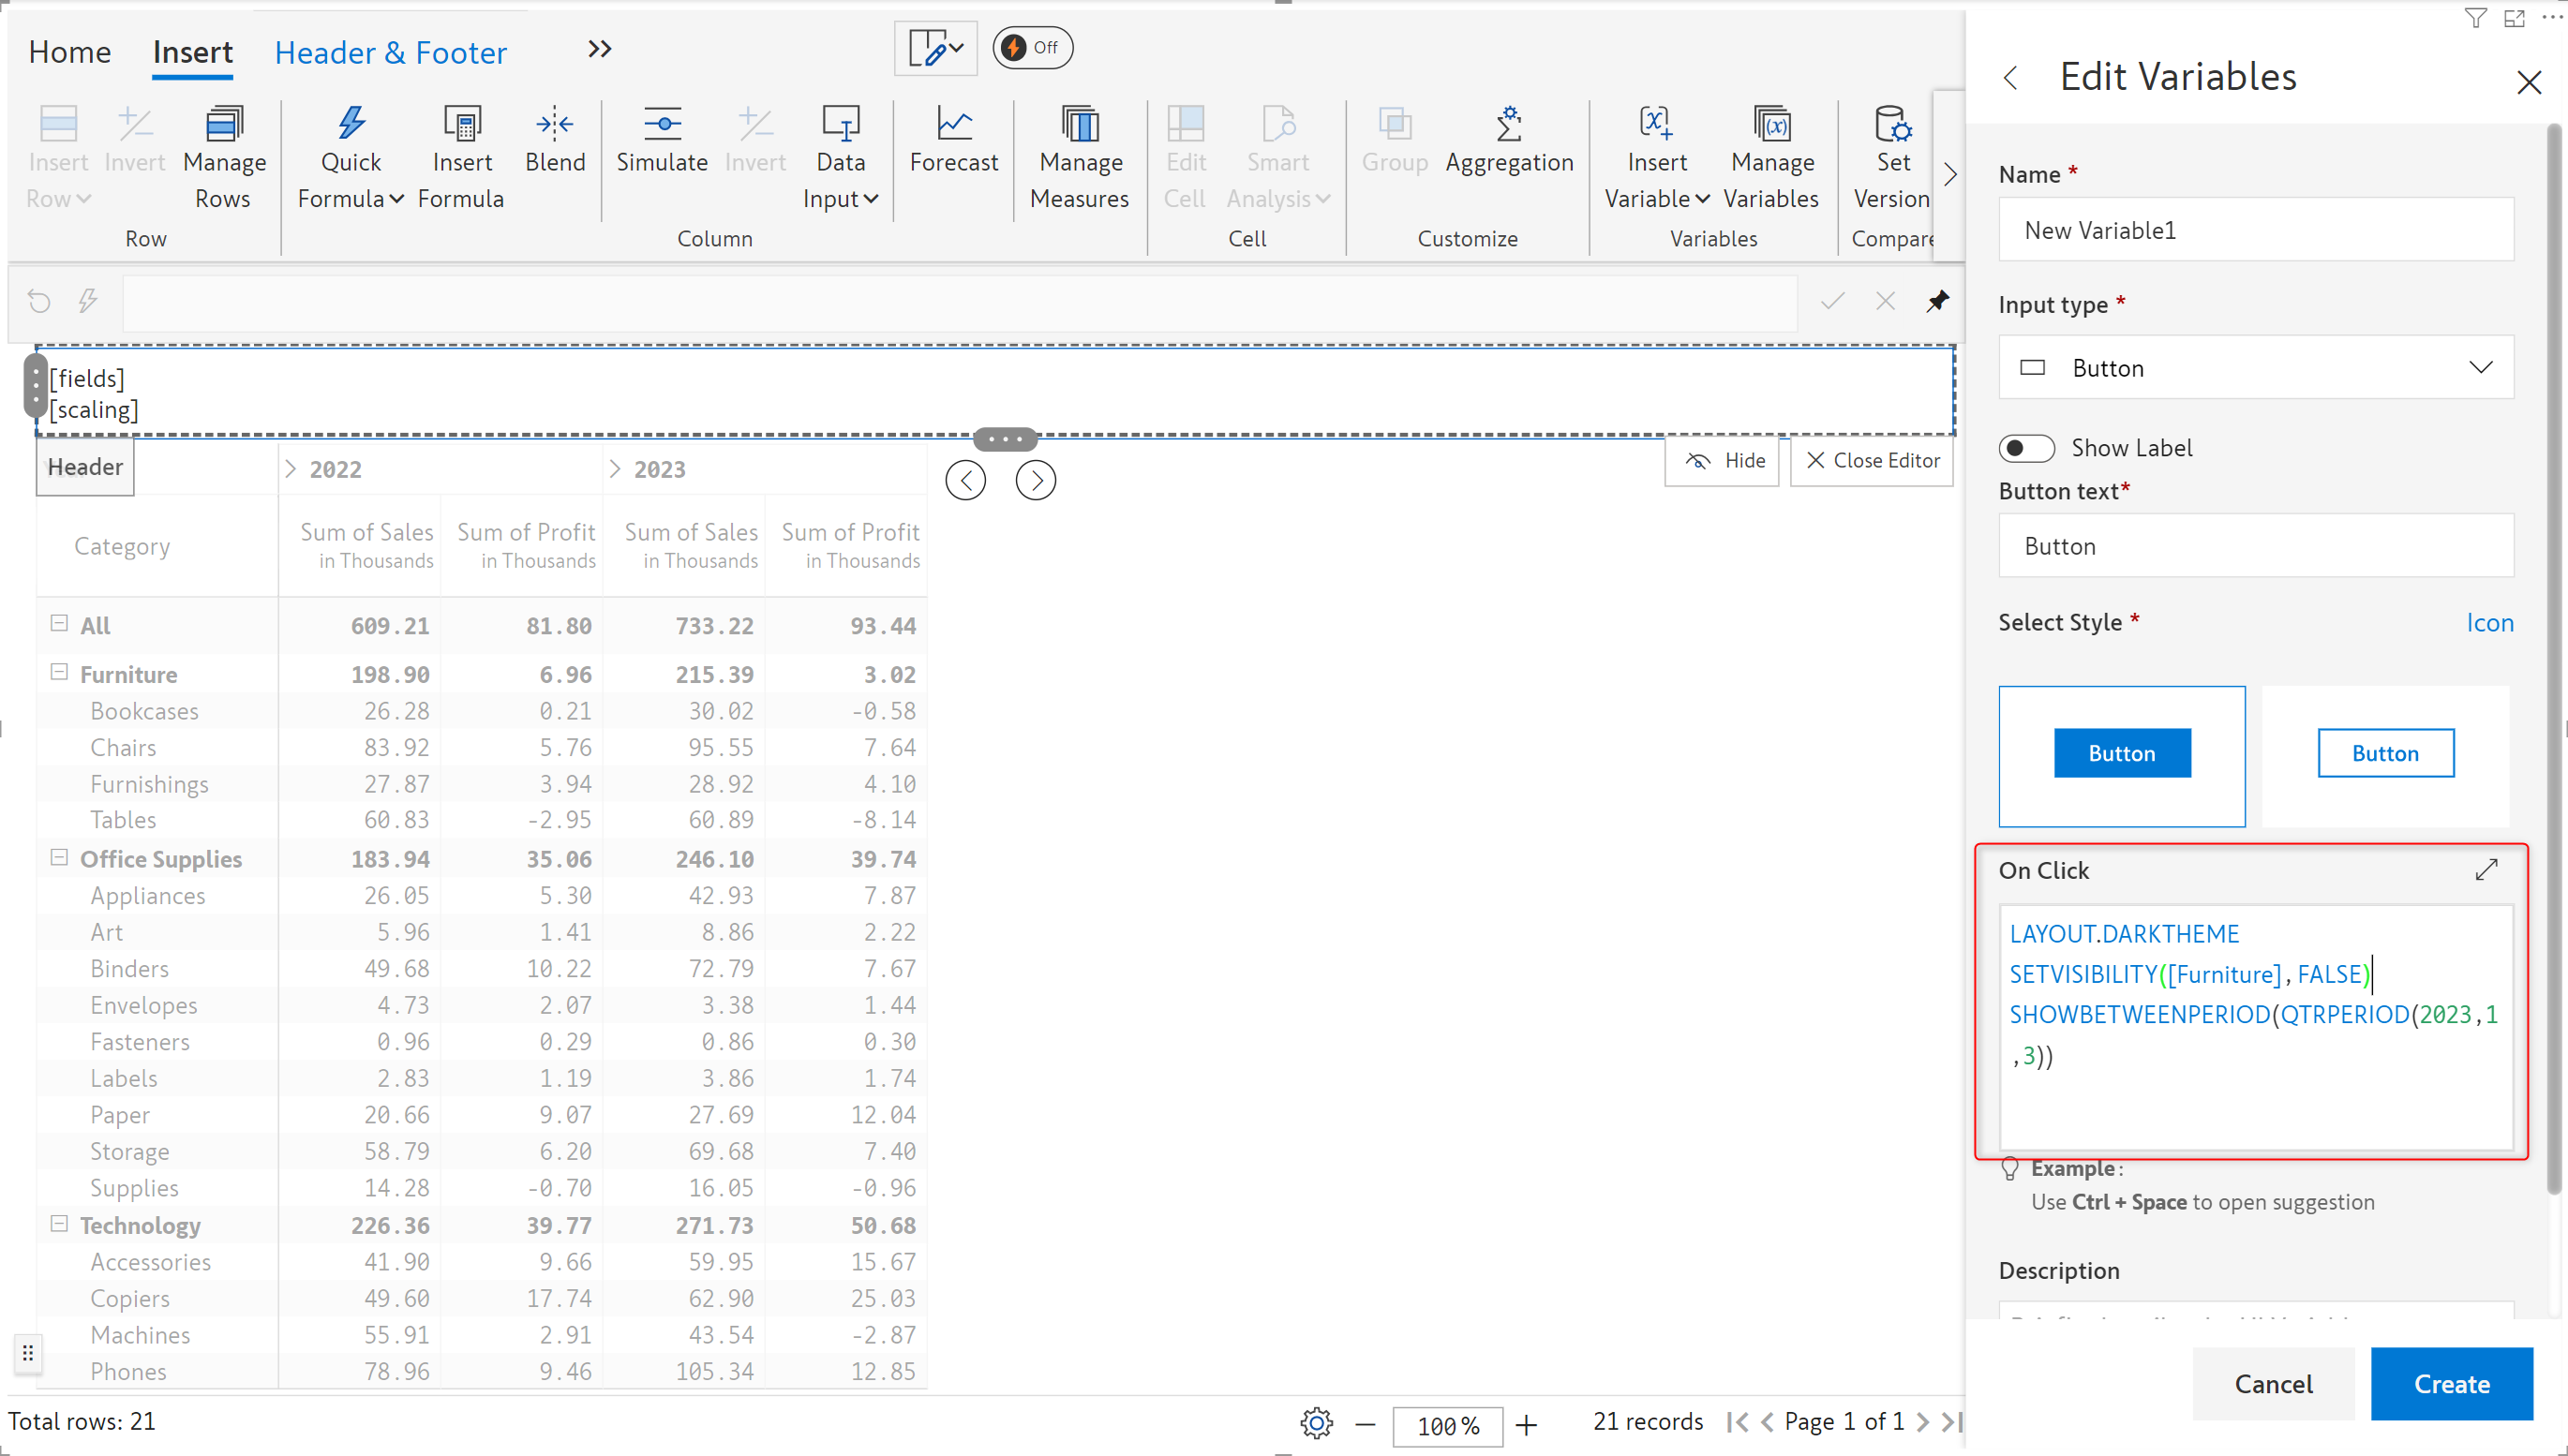 Home Insert Header & Footer Off
Insert Row Invert Manage Rows Quick Formula Insert Formula Blend Simulate Invert Data Input Forecast Manage Measures Edit Cell Smart Analysis Group Aggregation Insert Variable Manage Variables Set Version
Row Column Cell Customize Variables Compare
[fields]
[scaling]
Header
Hide Close Editor
2022 2023
Category Sum of Sales in Thousands Sum of Profit in Thousands Sum of Sales in Thousands Sum of Profit in Thousands
All 609.21 81.80 733.22 93.44
Furniture 198.90 6.96 215.39 3.02
Bookcases 26.28 0.21 30.02 -0.58
Chairs 83.92 5.76 95.55 7.64
Furnishings 27.87 3.94 28.92 4.10
Tables 60.83 -2.95 60.89 -8.14
Office Supplies 183.94 35.06 246.10 39.74
Appliances 26.05 5.30 42.93 7.87
Art 5.96 1.41 8.86 2.22
Binders 49.68 10.22 72.79 7.67
Envelopes 4.73 2.07 3.38 1.44
Fasteners 0.96 0.29 0.86 0.30
Labels 2.83 1.19 3.86 1.74
Paper 20.66 9.07 27.69 12.04
Storage 58.79 6.20 69.68 7.40
Supplies 14.28 -0.70 16.05 -0.96
Technology 226.36 39.77 271.73 50.68
Accessories 41.90 9.66 59.95 15.67
Copiers 49.60 17.74 62.90 25.03
Machines 55.91 2.91 43.54 -2.87
Phones 78.96 9.46 105.34 12.85
Total rows: 21 100% 21 records Page 1 of 1
Edit Variables
Name *
New Variable1
Input type *
Button
Show Label
Button text*
Button
Select Style * Icon
Button Button
On Click
LAYOUT.DARKTHEME
SETVISIBILITY([Furniture],FALSE)
SHOWBETWEENPERIOD(QTRPERIOD(2023,1
,3))
Example:
Use Ctrl + Space to open suggestion
Description
Cancel Create